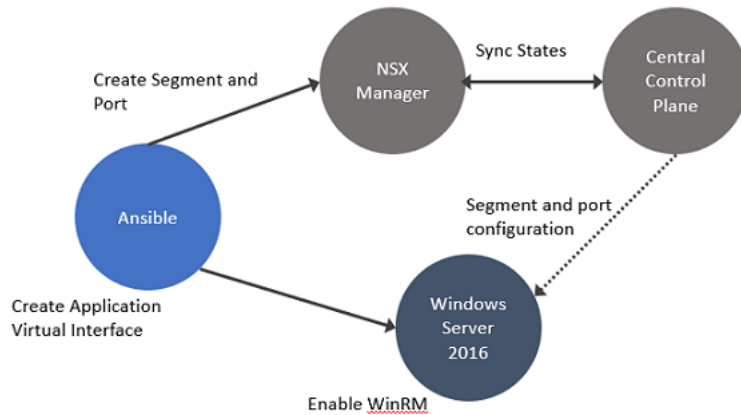 Create Segment and
Port
NSX
Manager
Sync States
Central
Control
Plane
Ansible
Segment and port
configuration
Create Application
Virtual Interface
Windows
Server
2016
Enable WinRM